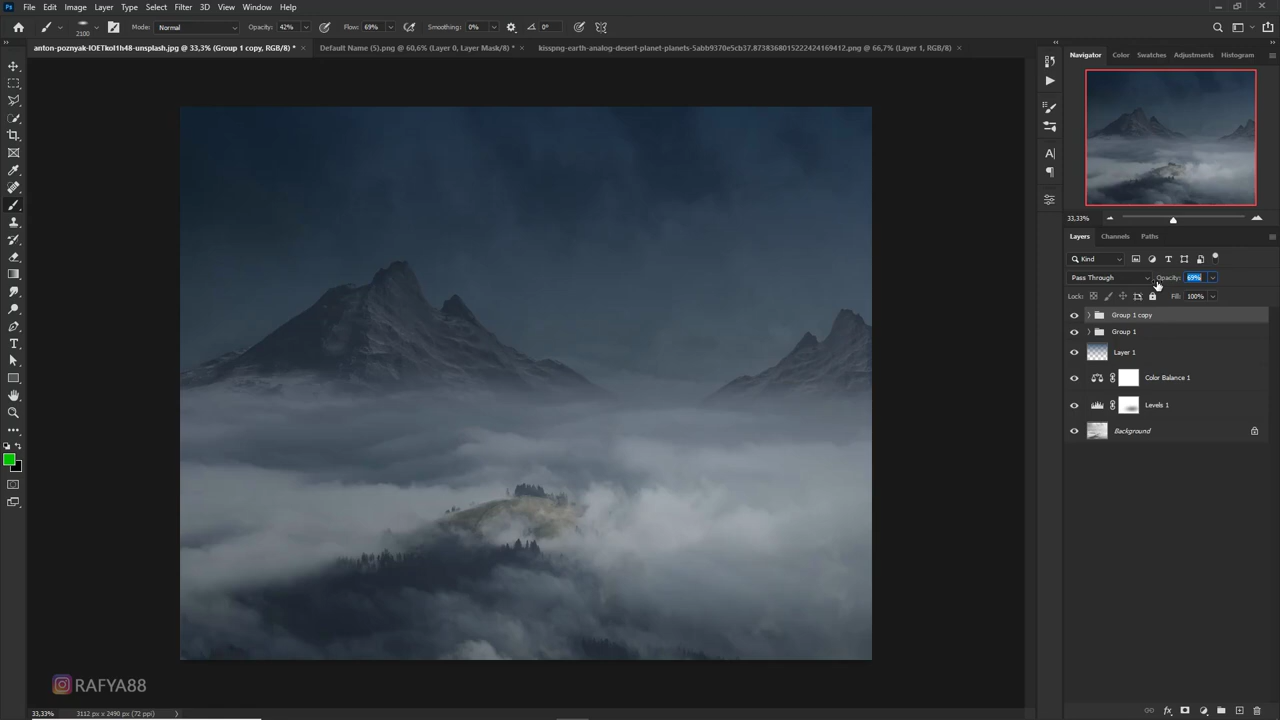 Ps File Edit Image Layer Type Select Filter 3D View Window Help
2100 Mode: Normal Opacity: 42% Flow: 69% Smoothing: 0% 0°
anton-poznyak-IOETkoI1h48-unsplash.jpg @ 33,3% (Group 1 copy, RGB/8) * × Default Name (5).png @ 60,6% (Layer 0, Layer Mask/8) * × kisspng-earth-analog-desert-planet-planets-5abb9370e5cb37.8738368015222424169412.png @ 66,7% (Layer 1, RGB/8) ×
Navigator Color Swatches Adjustments Histogram
33,33%
Layers Channels Paths
Kind
Pass Through Opacity: 69%
Lock: Fill: 100%
Group 1 copy
Group 1
Layer 1
Color Balance 1
Levels 1
Background
RAFYA88
33,33% 3112 px x 2490 px (72 ppi)